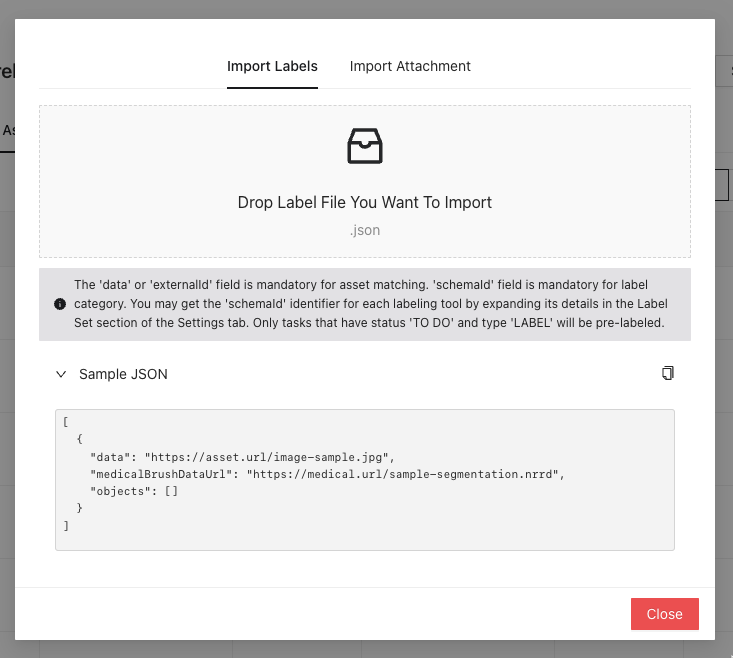 Import Labels
Import Attachment
Drop Label File You Want To Import
.json
The 'data' or 'externalId' field is mandatory for asset matching. 'schemaId' field is mandatory for label
category. You may get the 'schemaId' identifier for each labeling tool by expanding its details in the Label
Set section of the Settings tab. Only tasks that have status 'TO DO' and type 'LABEL' will be pre-labeled.
Sample JSON
[
  {
    "data": "https://asset.url/image-sample.jpg",
    "medicalBrushDataUrl": "https://medical.url/sample-segmentation.nrrd",
    "objects": []
  }
]
Close